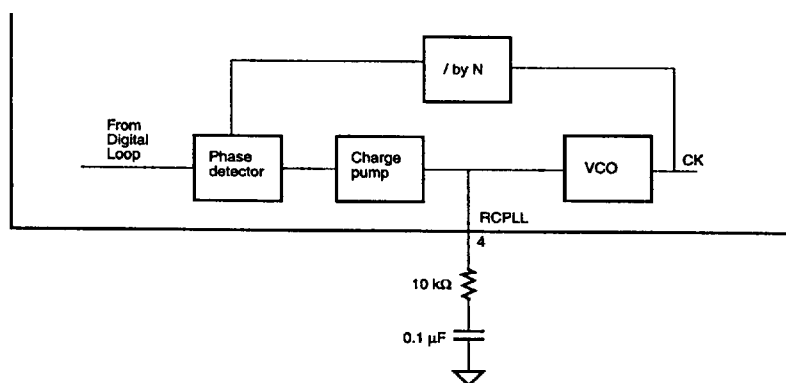 / by N
From
Digital
Loop
Phase
detector
Charge
pump
VCO
CK
RCPLL
4
10 kΩ
0.1 μF